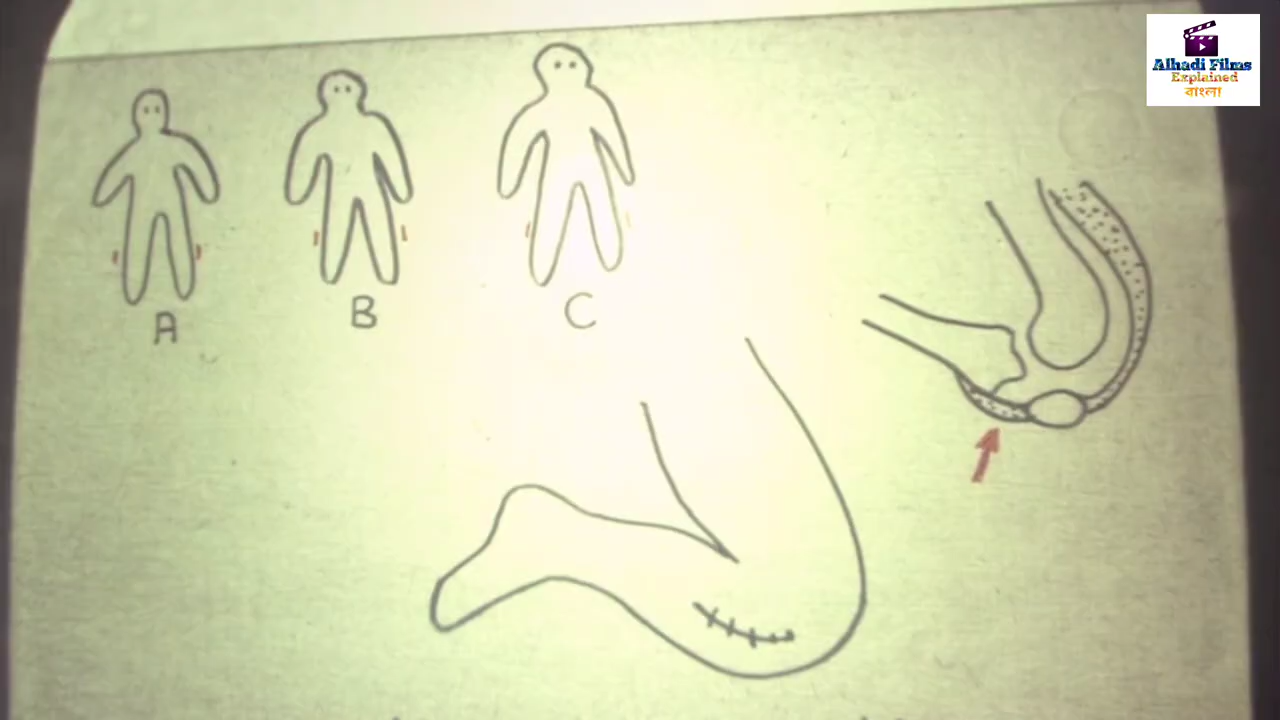 Alhadi Films
Explained
বাংলা
A
B
C